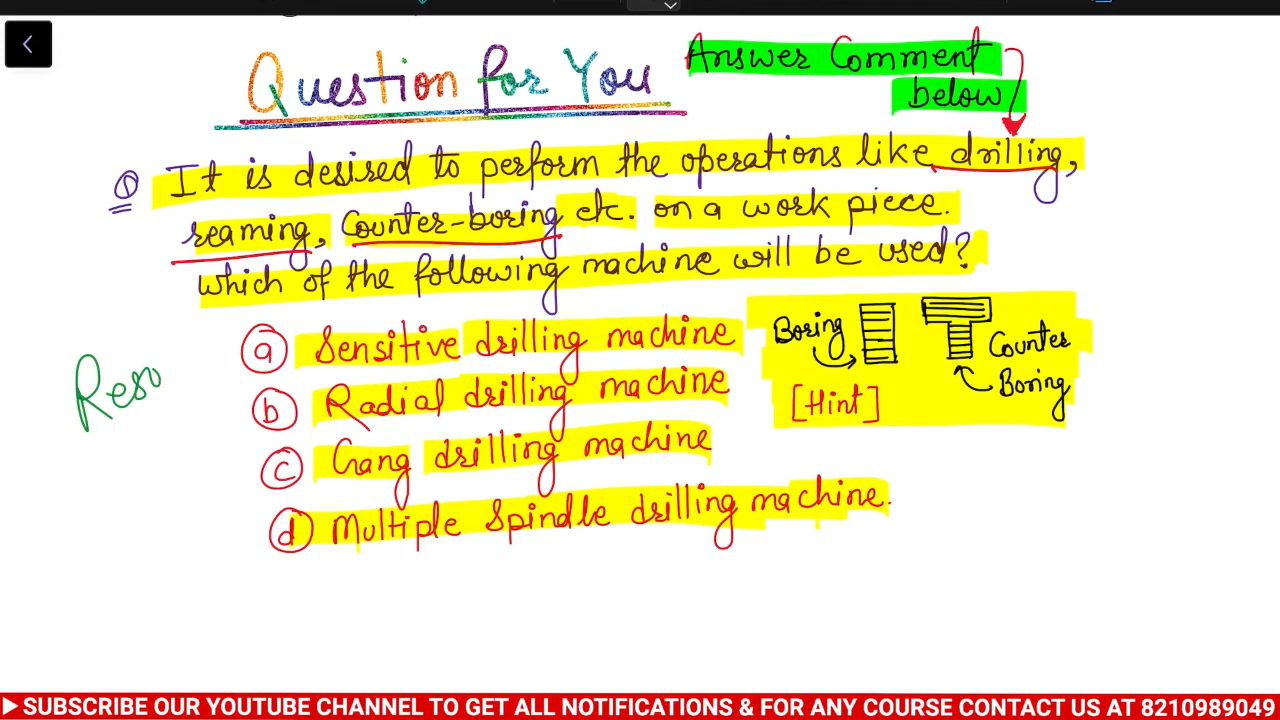 Question for You
Answer Comment
below
Q It is desired to perform the operations like drilling,
reaming, Counter-boring etc. on a work piece.
which of the following machine will be used?
a Sensitive drilling machine
b Radial drilling machine
c Gang drilling machine
d Multiple Spindle drilling machine.
Boring
Counter
Boring
[Hint]
Reso
▶ SUBSCRIBE OUR YOUTUBE CHANNEL TO GET ALL NOTIFICATIONS & FOR ANY COURSE CONTACT US AT 8210989049